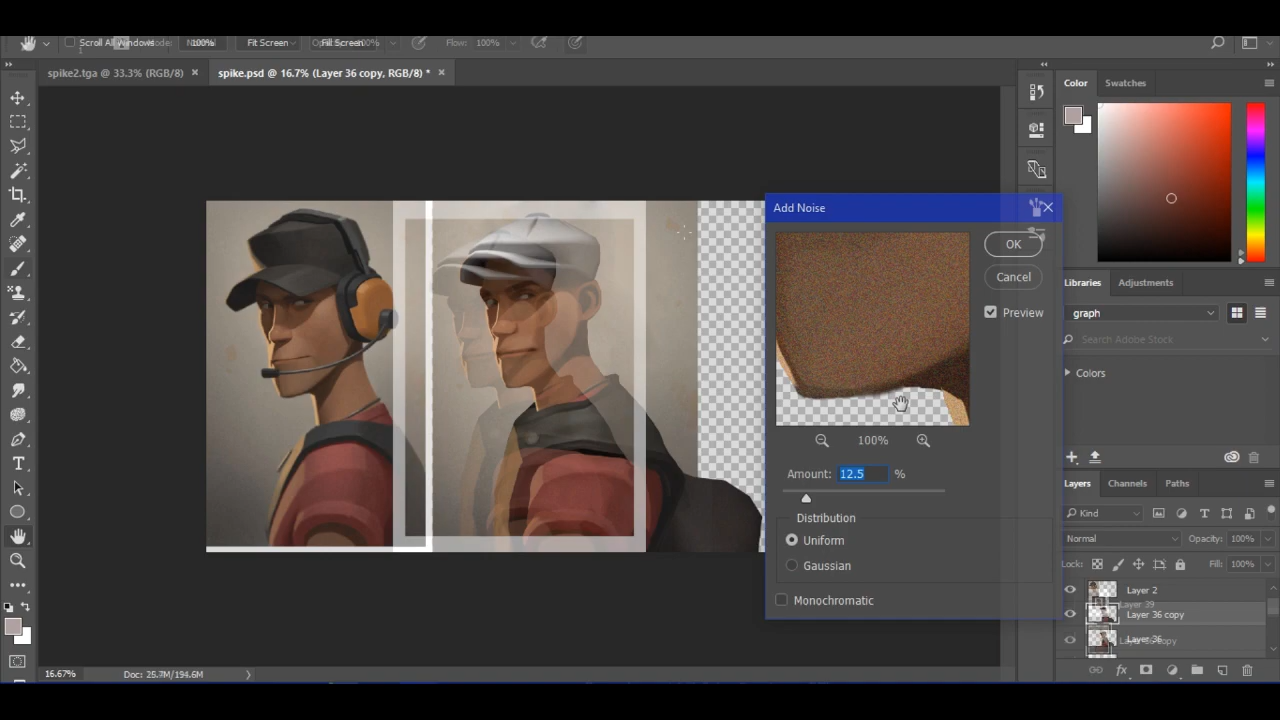 Scroll All Windows
100%
Fit Screen
Fill Screen
Flow: 100%
spike2.tga @ 33.3% (RGB/8) ×
spike.psd @ 16.7% (Layer 36 copy, RGB/8) * ×
Color Swatches
Add Noise
OK
Cancel
Preview
100%
Amount: 12.5 %
Distribution
Uniform
Gaussian
Monochromatic
Libraries Adjustments
graph
Search Adobe Stock
Colors
Layers Channels Paths
Kind
Normal Opacity: 100%
Lock: Fill: 100%
Layer 2
Layer 39
Layer 36 copy
Layer 36
16.67% Doc: 25.7M/194.6M